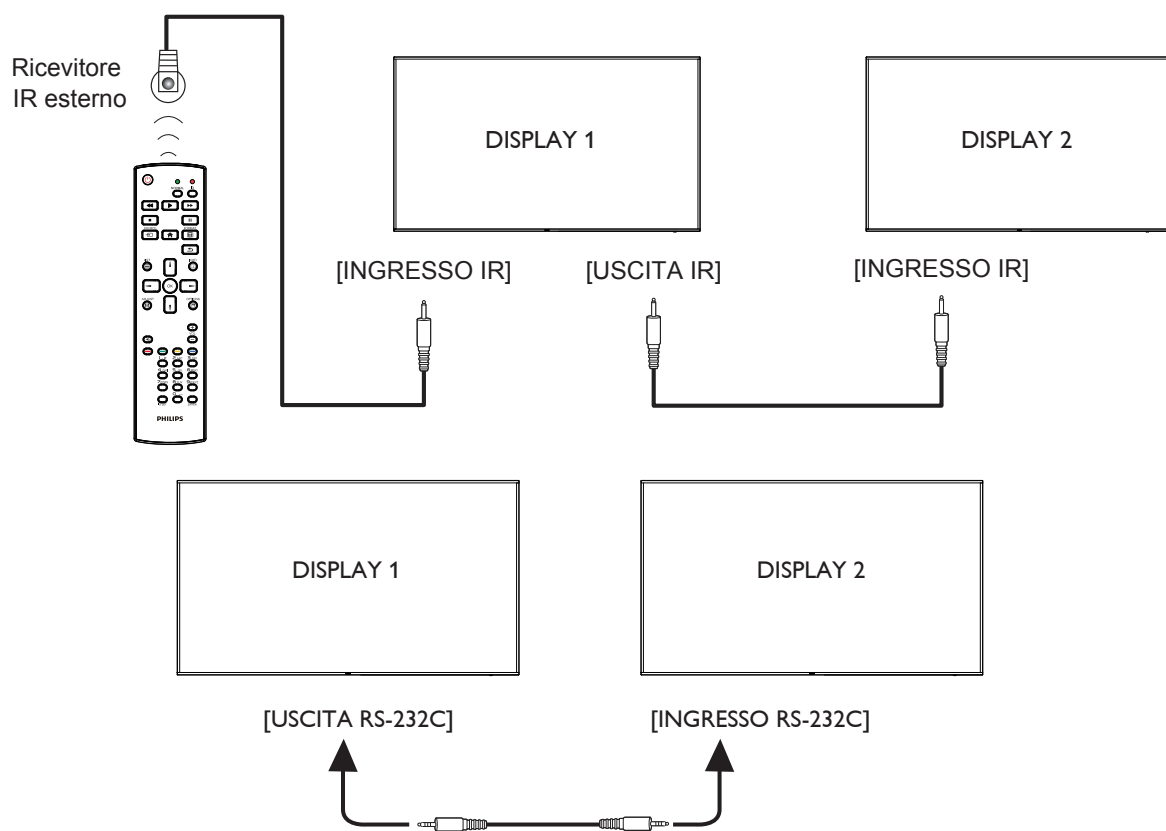 Ricevitore
IR esterno
DISPLAY 1
DISPLAY 2
[INGRESSO IR]
[USCITA IR]
[INGRESSO IR]
OK
PHILIPS
DISPLAY 1
DISPLAY 2
[USCITA RS-232C]
[INGRESSO RS-232C]